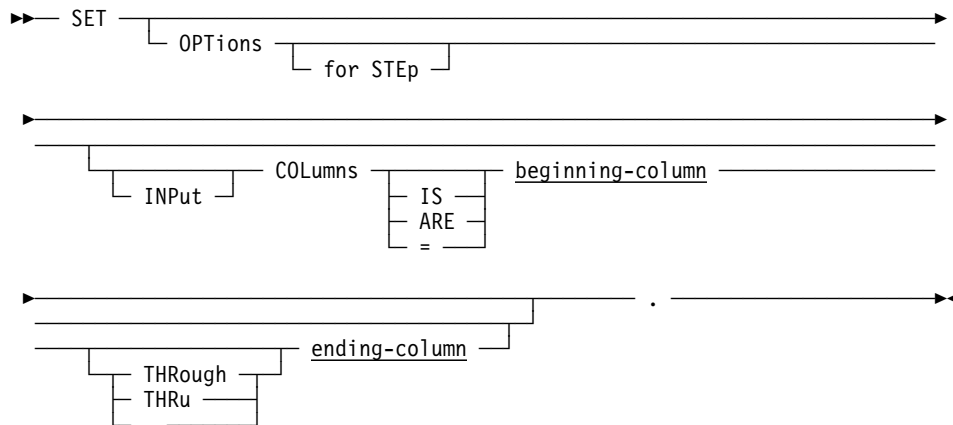 SET
OPTions
for STEp
INPut COLumns IS beginning-column
ARE
=
.
THRough ending-column
THRu